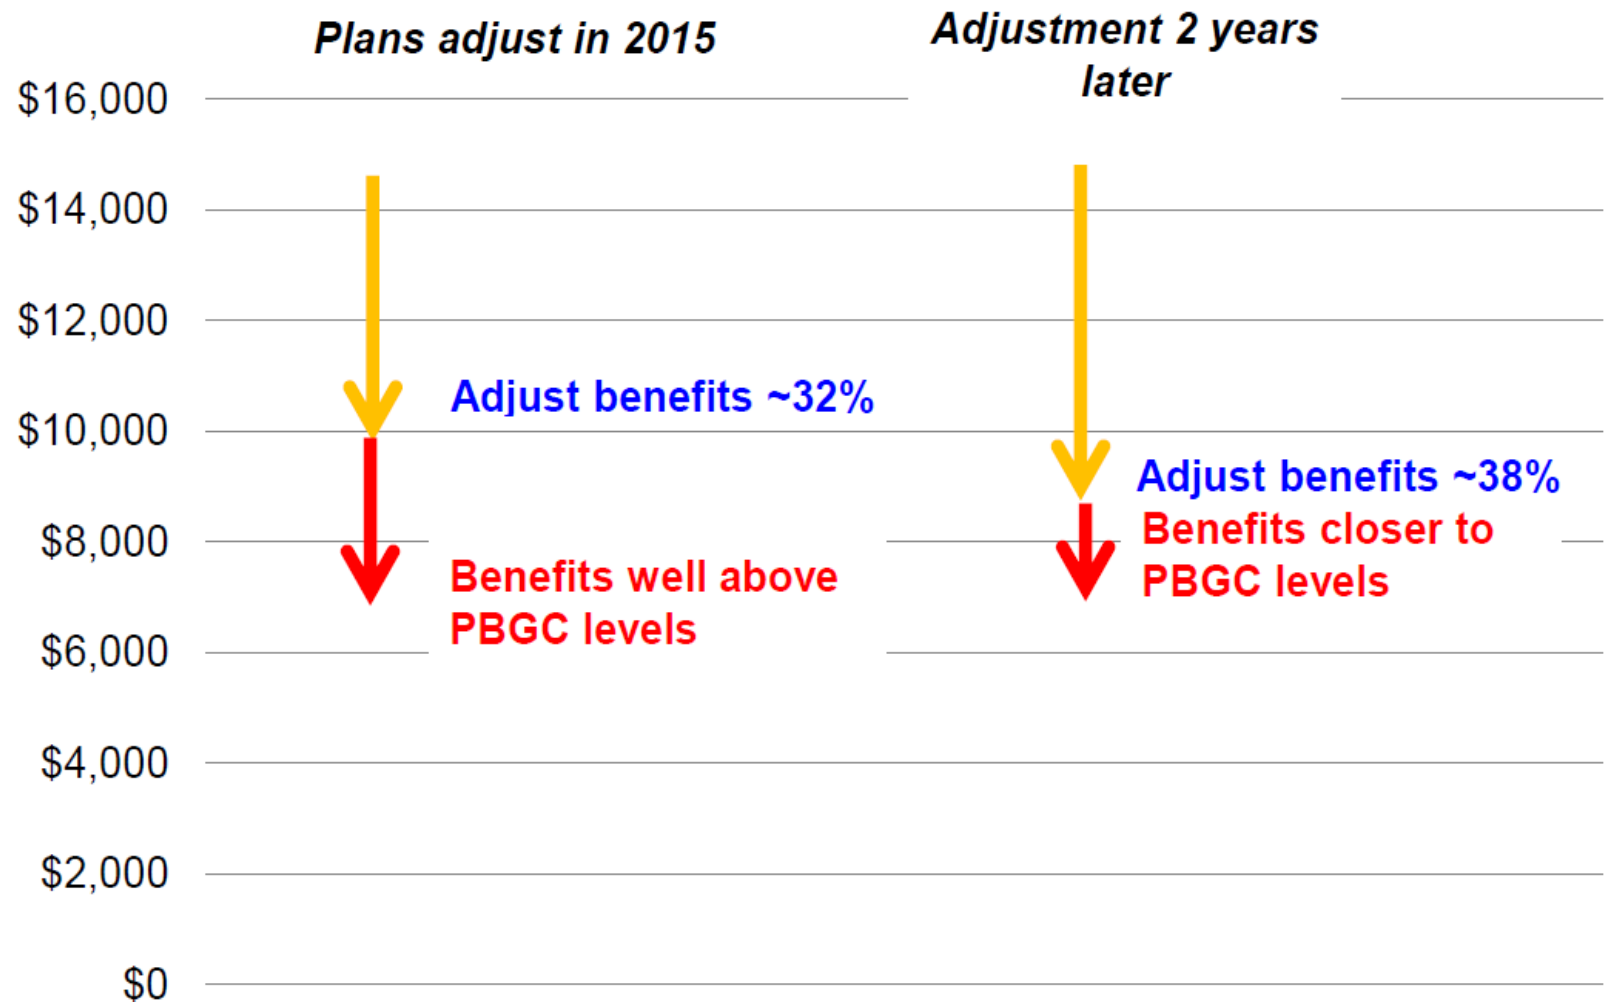 Plans adjust in 2015
Adjustment 2 years
later
$16,000
$14,000
$12,000
$10,000
$8,000
$6,000
$4,000
$2,000
$0
Adjust benefits ~32%
Benefits well above
PBGC levels
Adjust benefits ~38%
Benefits closer to
PBGC levels